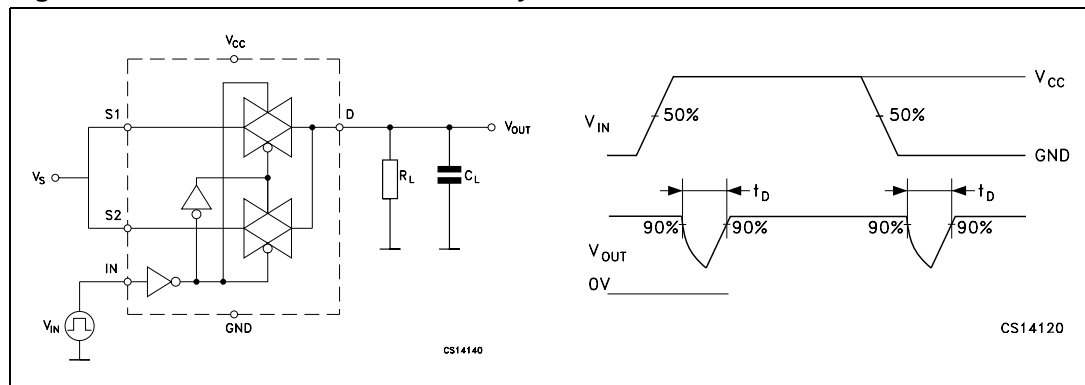 VCC
S1
D
VOUT
VS
RL
CL
S2
IN
VIN
GND
CS14140
VCC
50%
50%
VIN
GND
tD
tD
90%
90%
90%
90%
VOUT
0V
CS14120